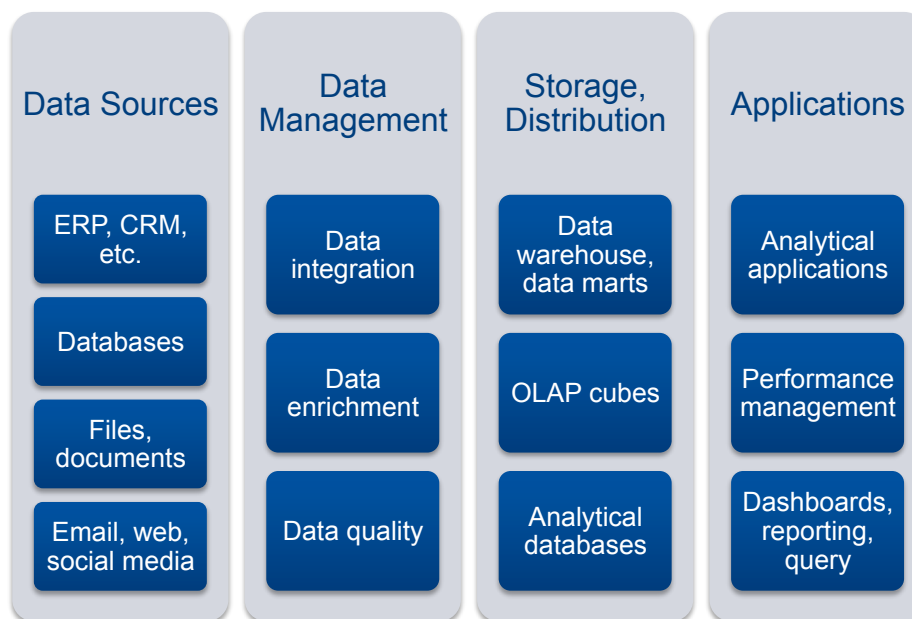 Data Sources
ERP, CRM,
etc.
Databases
Files,
documents
Email, web,
social media
Data
Management
Data
integration
Data
enrichment
Data quality
Storage,
Distribution
Data
warehouse,
data marts
OLAP cubes
Analytical
databases
Applications
Analytical
applications
Performance
management
Dashboards,
reporting,
query